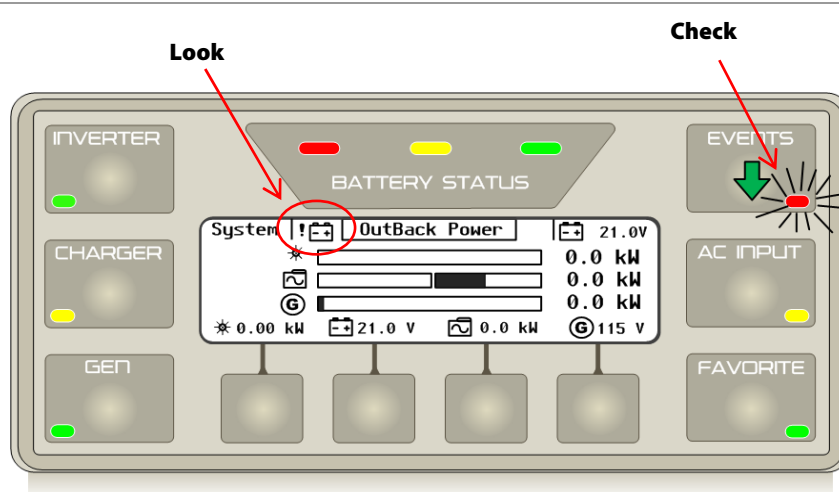 Look
Check
INVERTER
EVENTS
BATTERY STATUS
System ! OutBack Power 21.0V
CHARGER
AC INPUT
0.0 kW
0.0 kW
G 0.0 kW
0.00 kW 21.0 V 0.0 kW G 115 V
GEN
FAVORITE